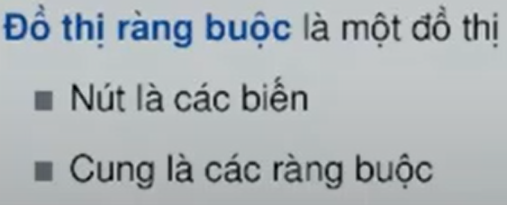 Đồ thị ràng buộc là một đồ thị
Nút là các biến
Cung là các ràng buộc